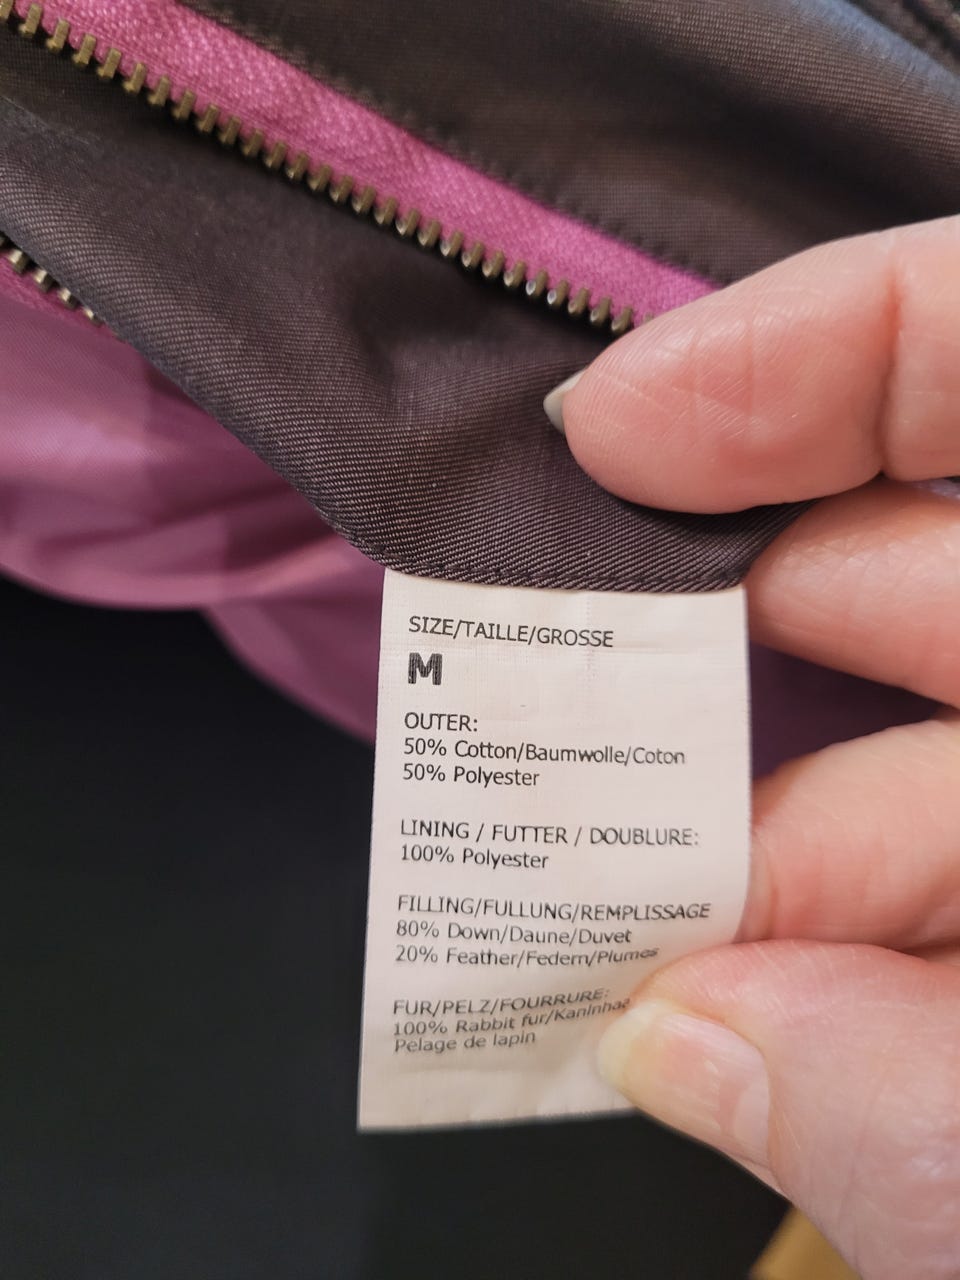 SIZE/TAILLE/GROSSE
M
OUTER:
50% Cotton/Baumwolle/Coton
50% Polyester
LINING / FUTTER / DOUBLURE:
100% Polyester
FILLING/FULLUNG/REMPLISSAGE
80% Down/Daune/Duvet
20% Feather/Federn/Plumes
FUR/PELZ/FOURRURE:
100% Rabbit fur/
Pelage de lapin